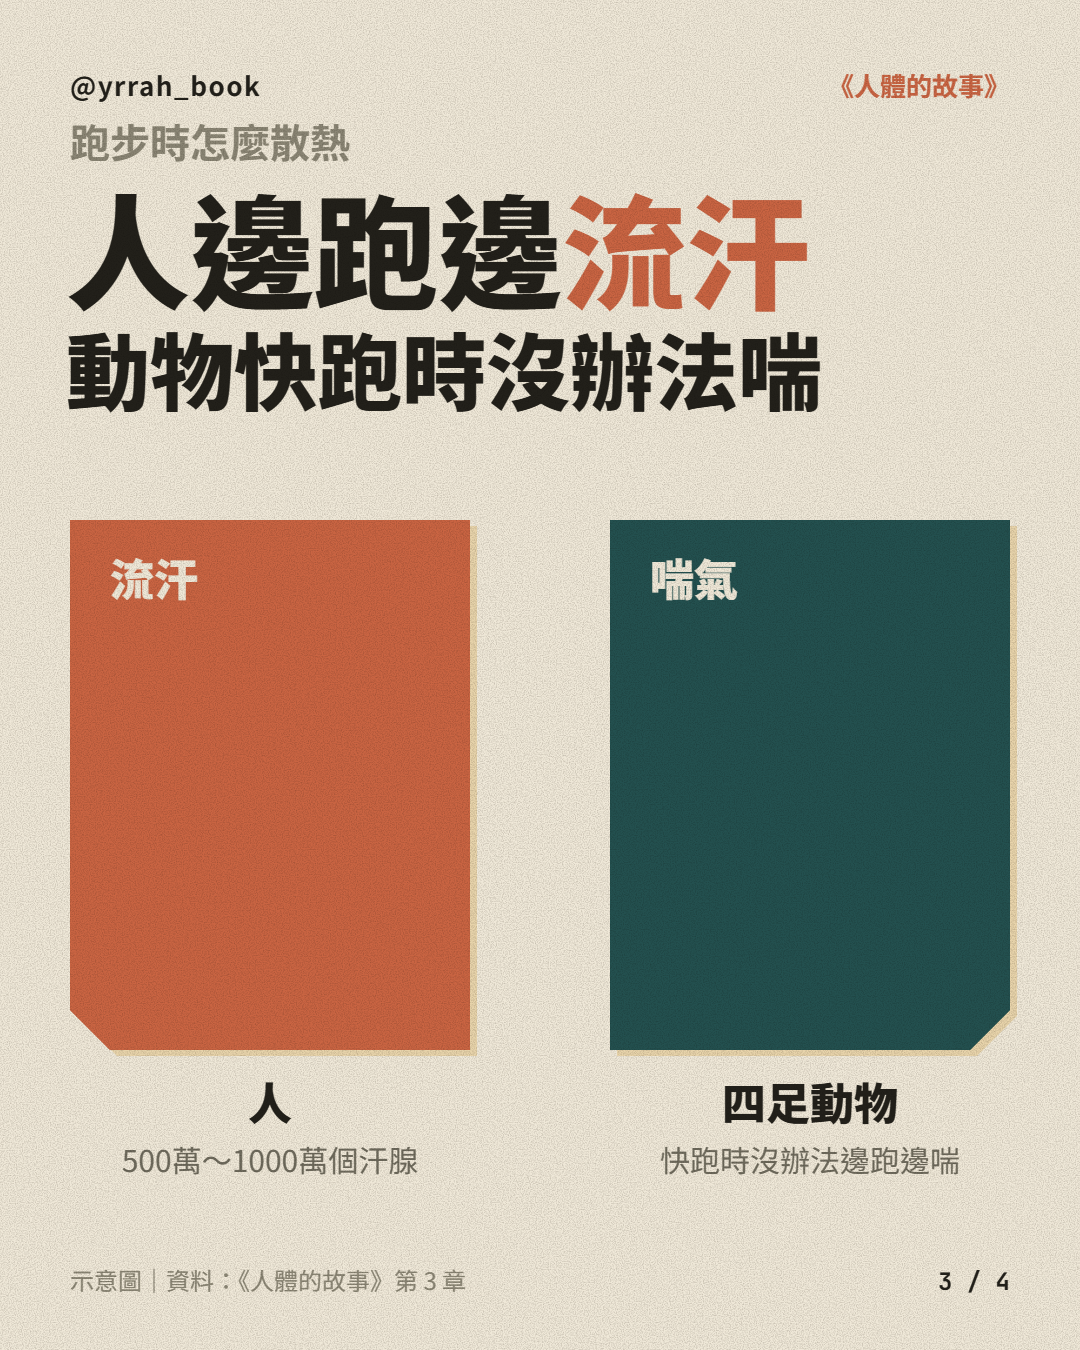 @yrrah_book
《人體的故事》
跑步時怎麼散熱
人邊跑邊流汗
動物快跑時沒辦法喘
流汗
喘氣
人
四足動物
500萬～1000萬個汗腺
快跑時沒辦法邊跑邊喘
示意圖｜資料：《人體的故事》第 3 章
3 / 4